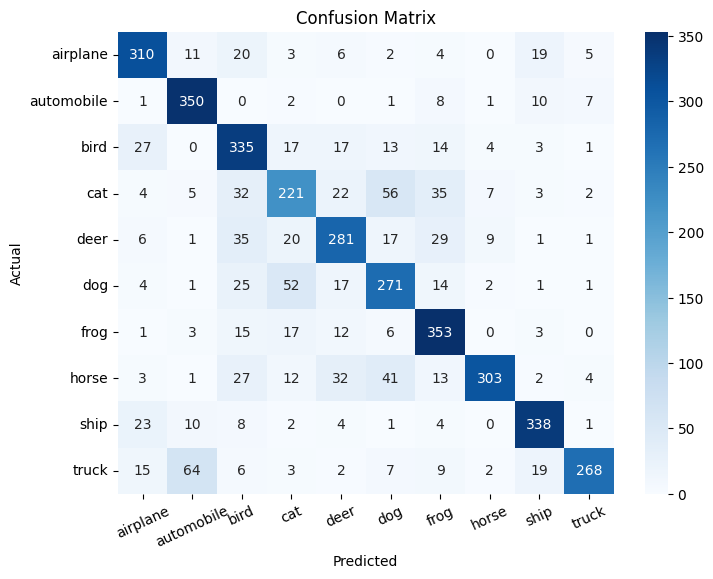 Confusion Matrix
airplane 310 11 20 3 6 2 4 0 19 5
automobile 1 350 0 2 0 1 8 1 10 7
bird 27 0 335 17 17 13 14 4 3 1
cat 4 5 32 221 22 56 35 7 3 2
deer 6 1 35 20 281 17 29 9 1 1
dog 4 1 25 52 17 271 14 2 1 1
frog 1 3 15 17 12 6 353 0 3 0
horse 3 1 27 12 32 41 13 303 2 4
ship 23 10 8 2 4 1 4 0 338 1
truck 15 64 6 3 2 7 9 2 19 268
airplane automobile bird cat deer dog frog horse ship truck
Predicted
Actual
350
300
250
200
150
100
50
0